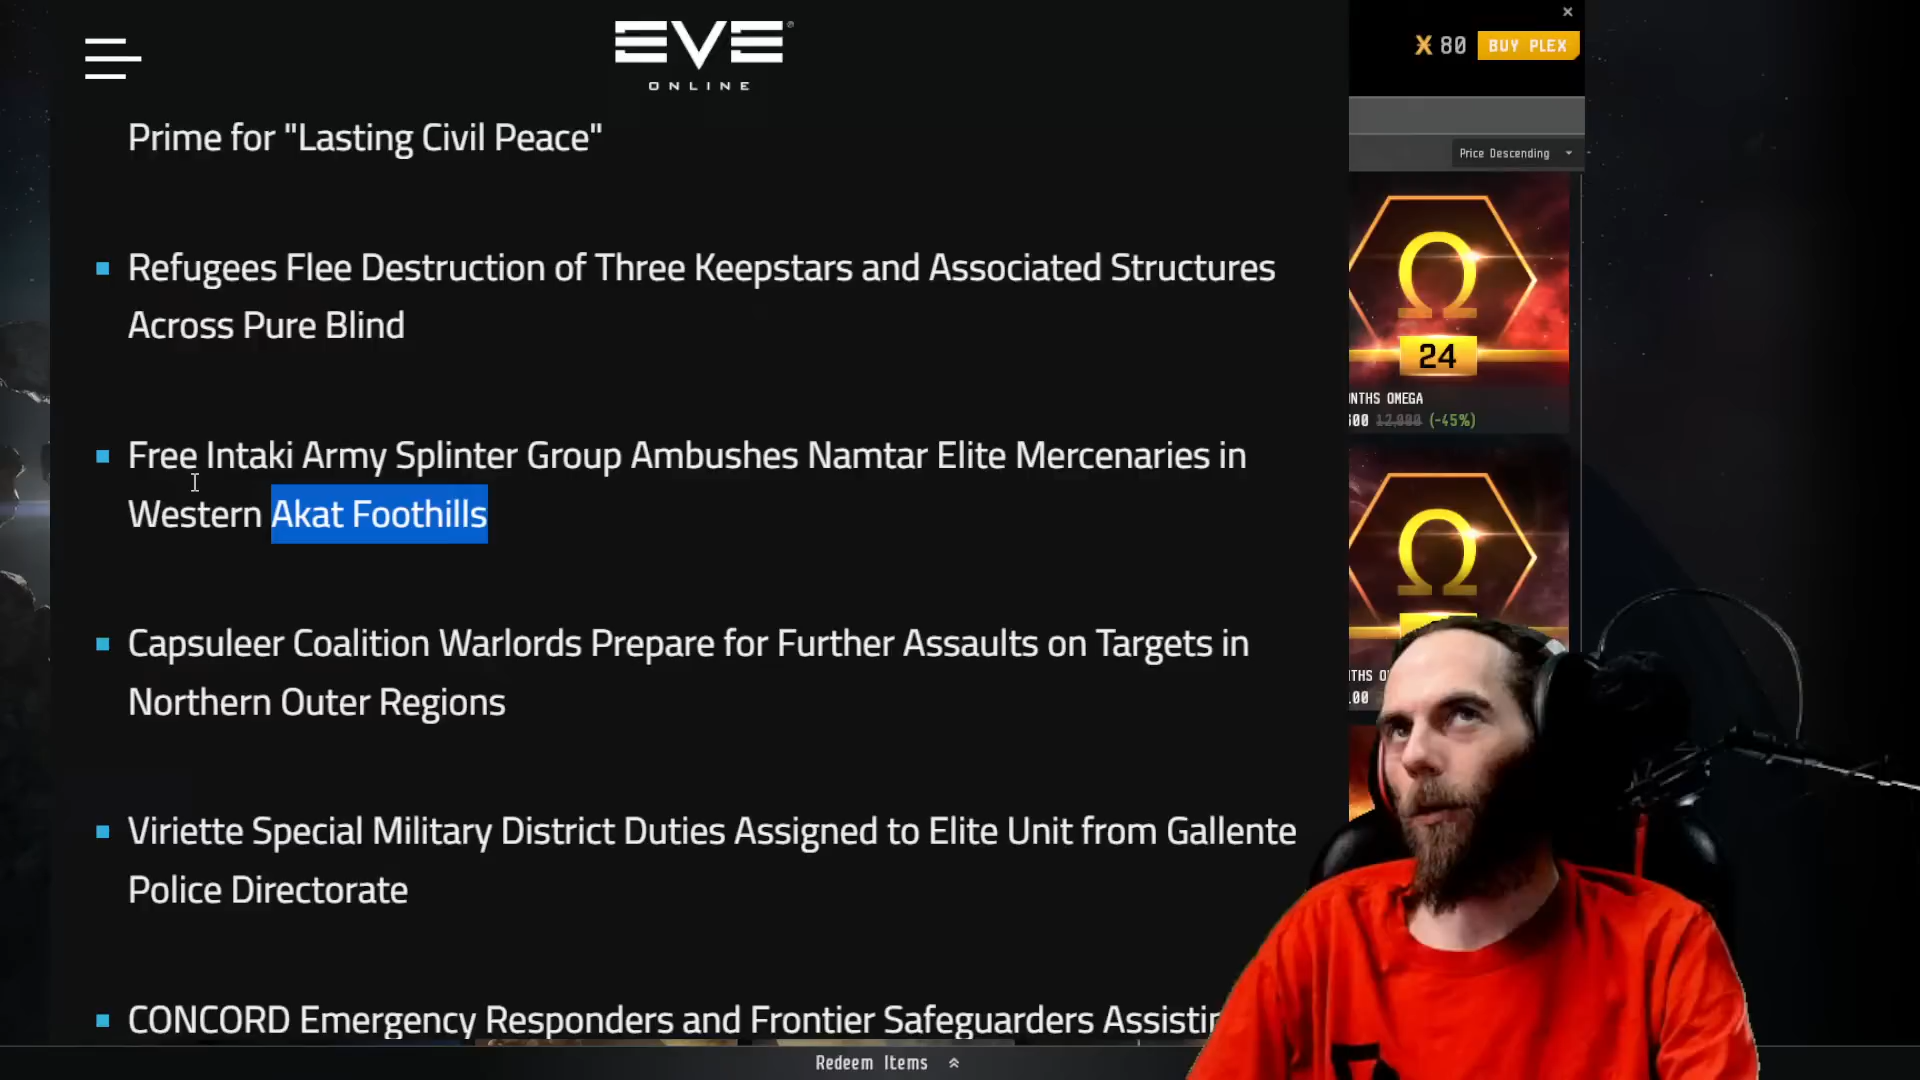 EVE
ONLINE
80
BUY PLEX
Price Descending
Prime for "Lasting Civil Peace"
Refugees Flee Destruction of Three Keepstars and Associated Structures
Across Pure Blind
Free Intaki Army Splinter Group Ambushes Namtar Elite Mercenaries in
Western Akat Foothills
Capsuleer Coalition Warlords Prepare for Further Assaults on Targets in
Northern Outer Regions
Viriette Special Military District Duties Assigned to Elite Unit from Gallente
Police Directorate
CONCORD Emergency Responders and Frontier Safeguarders
24
OMEGA
12,000 (-45%)
Redeem Items